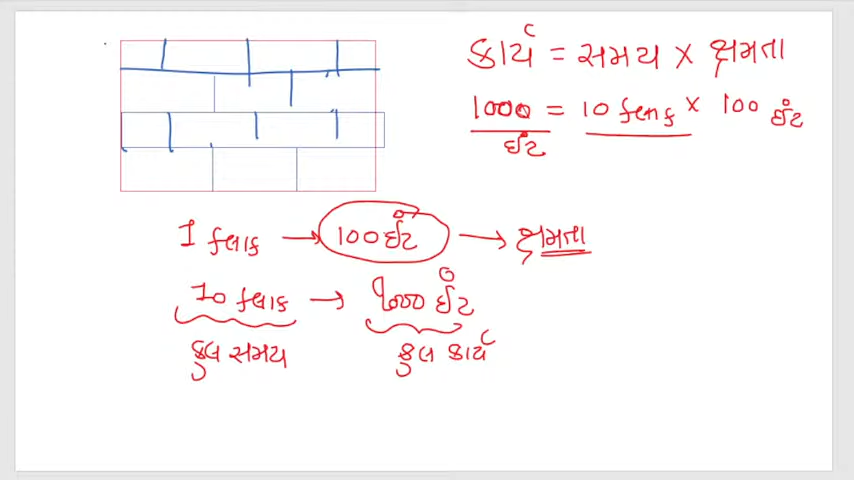 કાર્ય = સમય × ક્ષમતા
1000 = 10 કલાક × 100 ઈંટ
ઈંટ
1 કલાક → 100 ઈંટ → ક્ષમતા
10 કલાક → 1000 ઈંટ
કુલ સમય કુલ કાર્ય